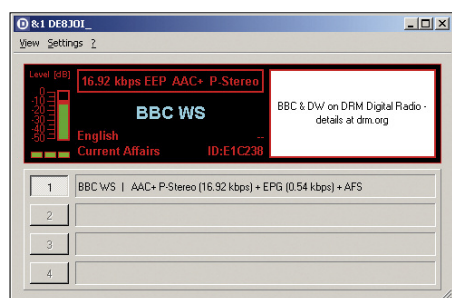 &1 DE8JOI_
View Settings ?
Level [dB]
0
-10
-20
-30
-40
-50
16.92 kbps EEP AAC+ P-Stereo
BBC WS
English --
Current Affairs ID:E1C238
BBC & DW on DRM Digital Radio -
details at drm.org
1 BBC WS | AAC+ P-Stereo (16.92 kbps) + EPG (0.54 kbps) + AFS
2
3
4